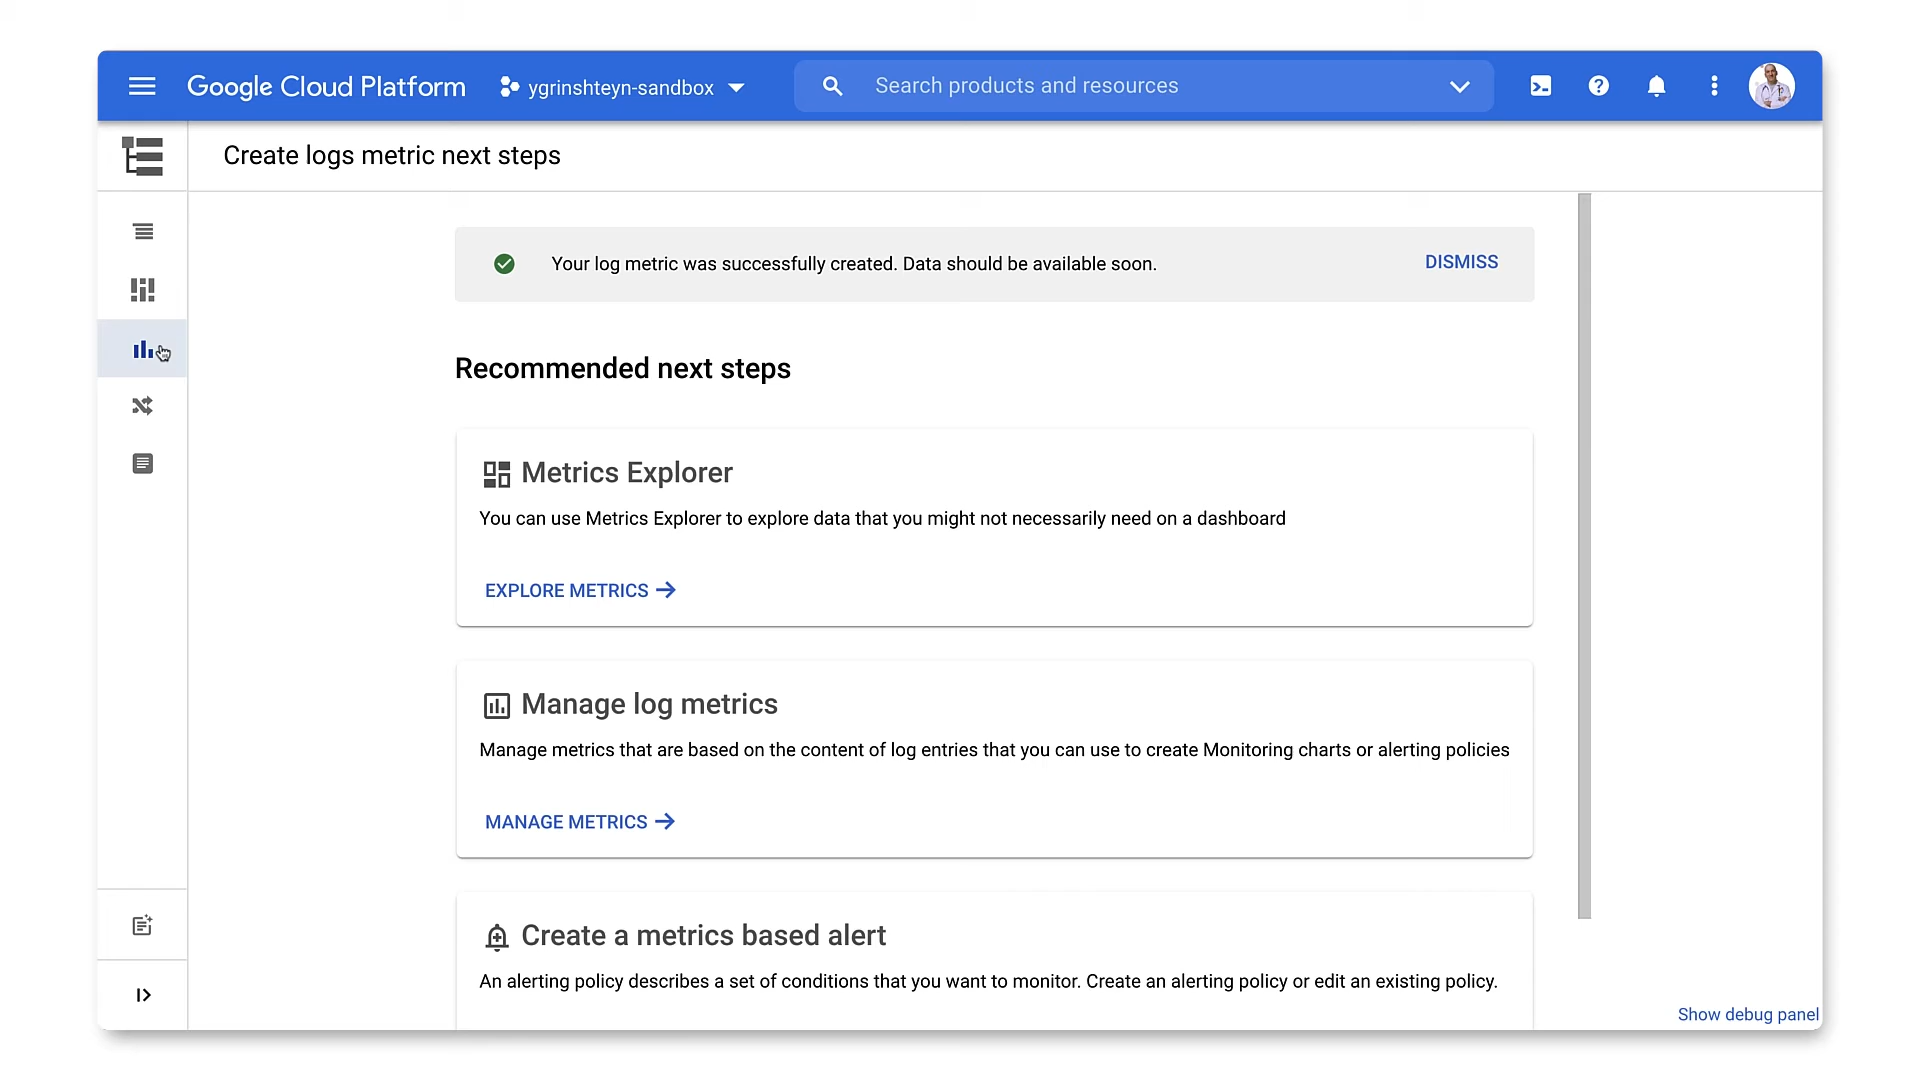 Google Cloud Platform
ygrinshteyn-sandbox
Search products and resources
Create logs metric next steps
Your log metric was successfully created. Data should be available soon.
DISMISS
Recommended next steps
Metrics Explorer
You can use Metrics Explorer to explore data that you might not necessarily need on a dashboard
EXPLORE METRICS
Manage log metrics
Manage metrics that are based on the content of log entries that you can use to create Monitoring charts or alerting policies
MANAGE METRICS
Create a metrics based alert
An alerting policy describes a set of conditions that you want to monitor. Create an alerting policy or edit an existing policy.
Show debug panel